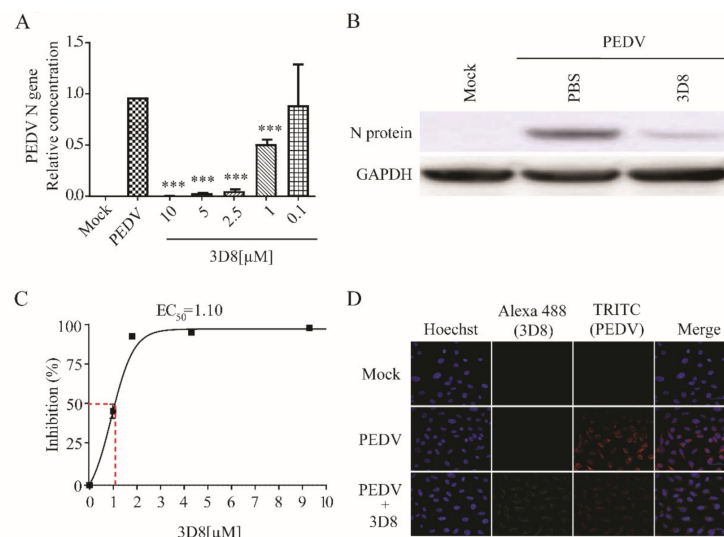 A
PEDV N gene
Relative concentration
1.5
1.0
0.5
0.0
***
***
***
***
Mock
PEDV
10
5
2.5
1
0.1
3D8[µM]
B
PEDV
Mock
PBS
3D8
N protein
GAPDH
C
EC50=1.10
Inhibition (%)
100
75
50
25
0
0 1 2 3 4 5 6 7 8 9 10
3D8[µM]
D
Hoechst
Alexa 488
(3D8)
TRITC
(PEDV)
Merge
Mock
PEDV
PEDV
+
3D8